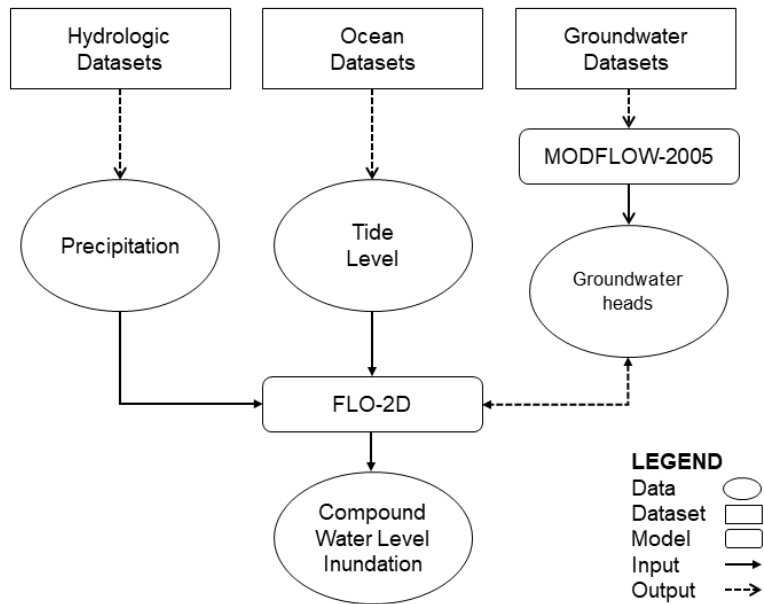 Hydrologic
Datasets
Ocean
Datasets
Groundwater
Datasets
MODFLOW-2005
Precipitation
Tide
Level
Groundwater
heads
FLO-2D
Compound
Water Level
Inundation
LEGEND
Data
Dataset
Model
Input
Output